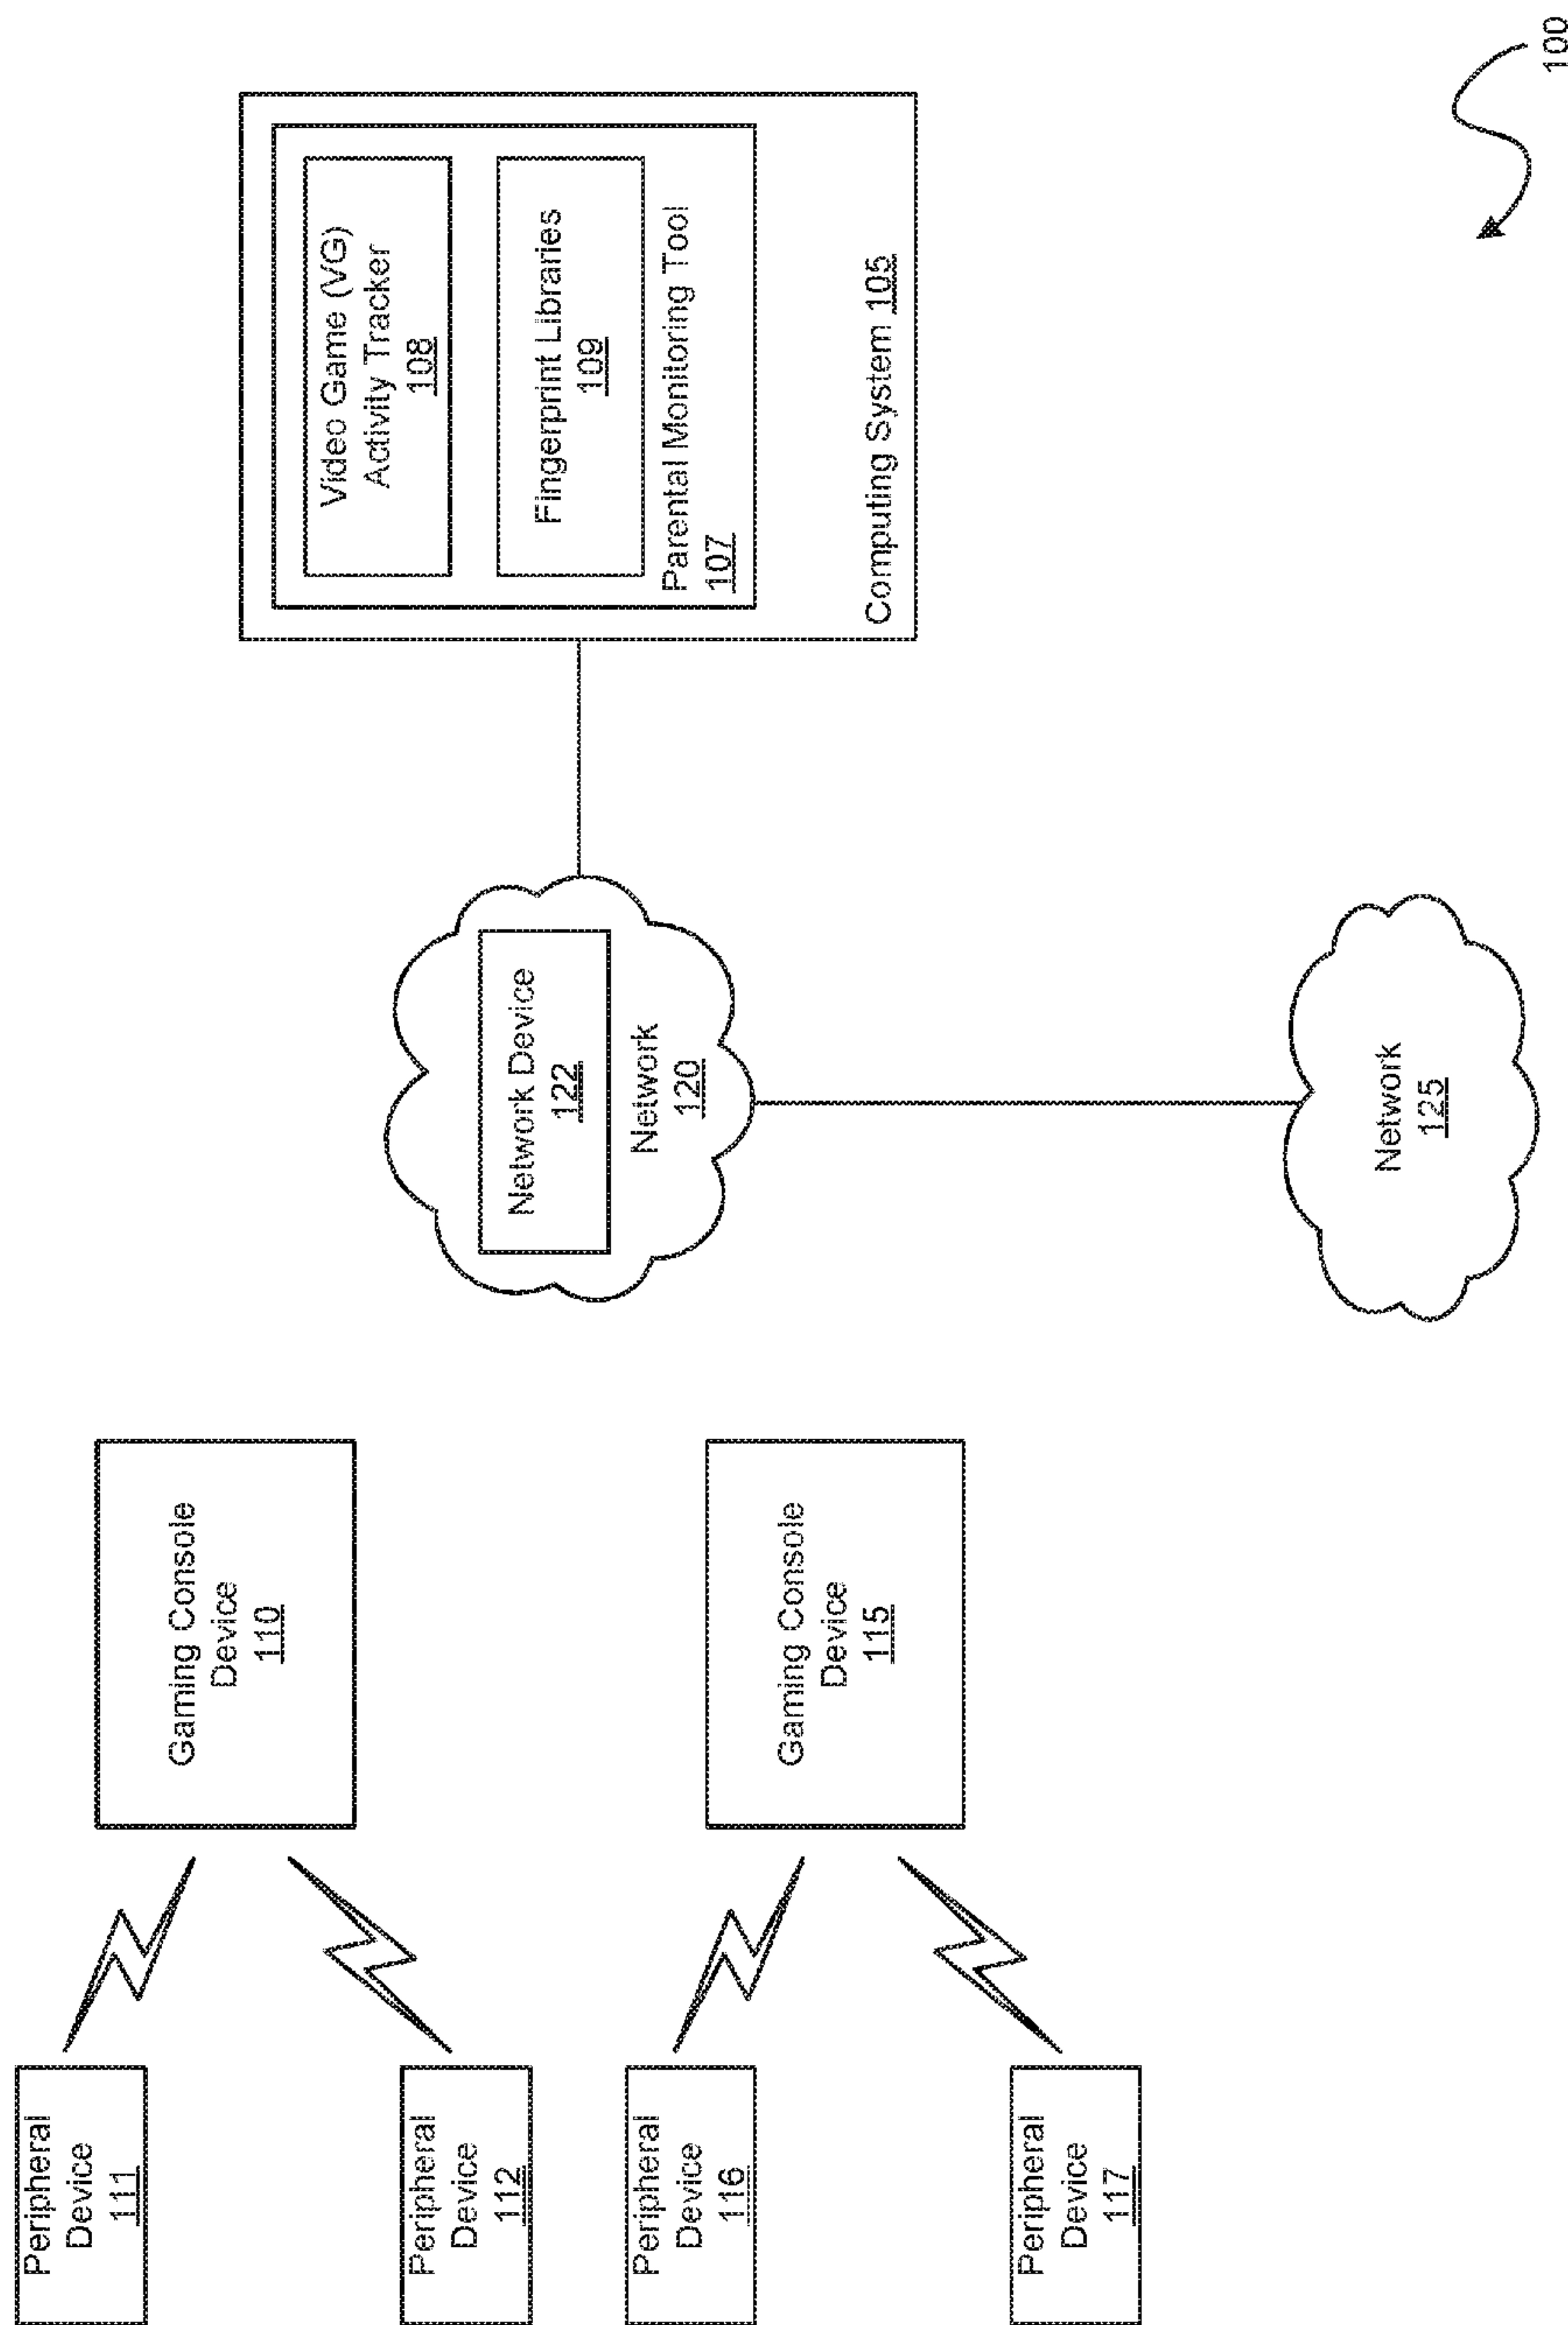 Peripheral
Device
111
Peripheral
Device
112
Peripheral
Device
116
Peripheral
Device
117
Gaming Console
Device
110
Gaming Console
Device
115
Network Device
122
Network
120
Network
125
Video Game (VG)
Activity Tracker
108
Fingerprint Libraries
109
Parental Monitoring Tool
107
Computing System 105
100